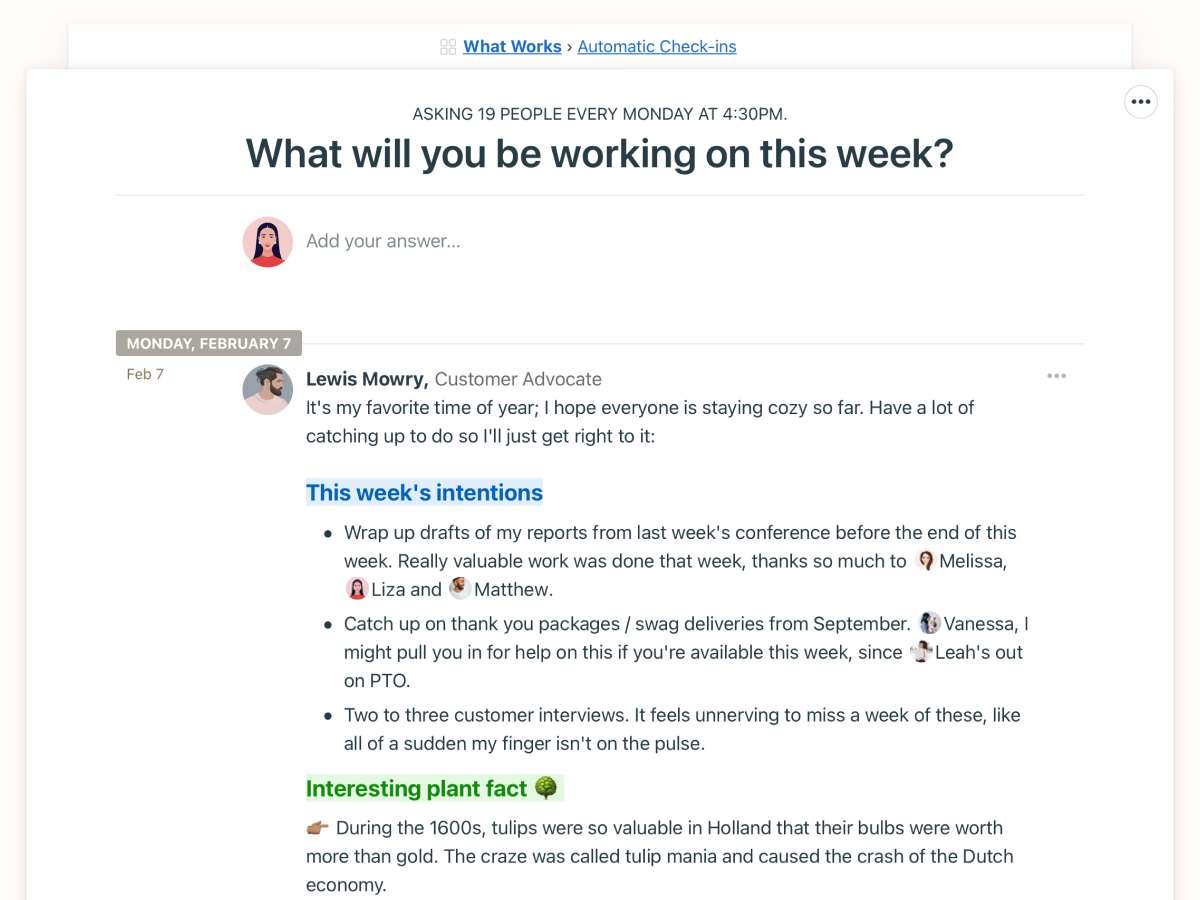 What Works › Automatic Check-ins
ASKING 19 PEOPLE EVERY MONDAY AT 4:30PM.
What will you be working on this week?
Add your answer...
MONDAY, FEBRUARY 7
Feb 7
Lewis Mowry, Customer Advocate
It's my favorite time of year; I hope everyone is staying cozy so far. Have a lot of
catching up to do so I'll just get right to it:
This week's intentions
• Wrap up drafts of my reports from last week's conference before the end of this
week. Really valuable work was done that week, thanks so much to Melissa,
Liza and Matthew.
• Catch up on thank you packages / swag deliveries from September. Vanessa, I
might pull you in for help on this if you're available this week, since Leah's out
on PTO.
• Two to three customer interviews. It feels unnerving to miss a week of these, like
all of a sudden my finger isn't on the pulse.
Interesting plant fact 🌳
👉🏽 During the 1600s, tulips were so valuable in Holland that their bulbs were worth
more than gold. The craze was called tulip mania and caused the crash of the Dutch
economy.